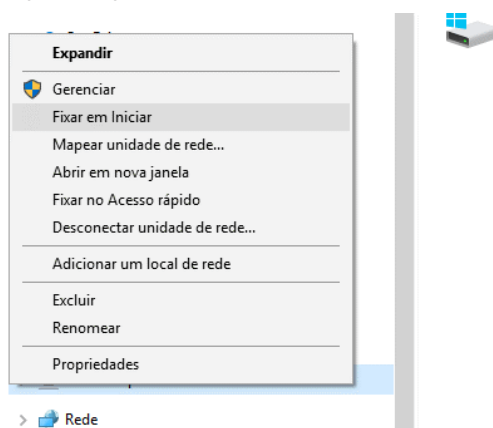 Expandir
Gerenciar
Fixar em Iniciar
Mapear unidade de rede...
Abrir em nova janela
Fixar no Acesso rápido
Desconectar unidade de rede...
Adicionar um local de rede
Excluir
Renomear
Propriedades
Rede